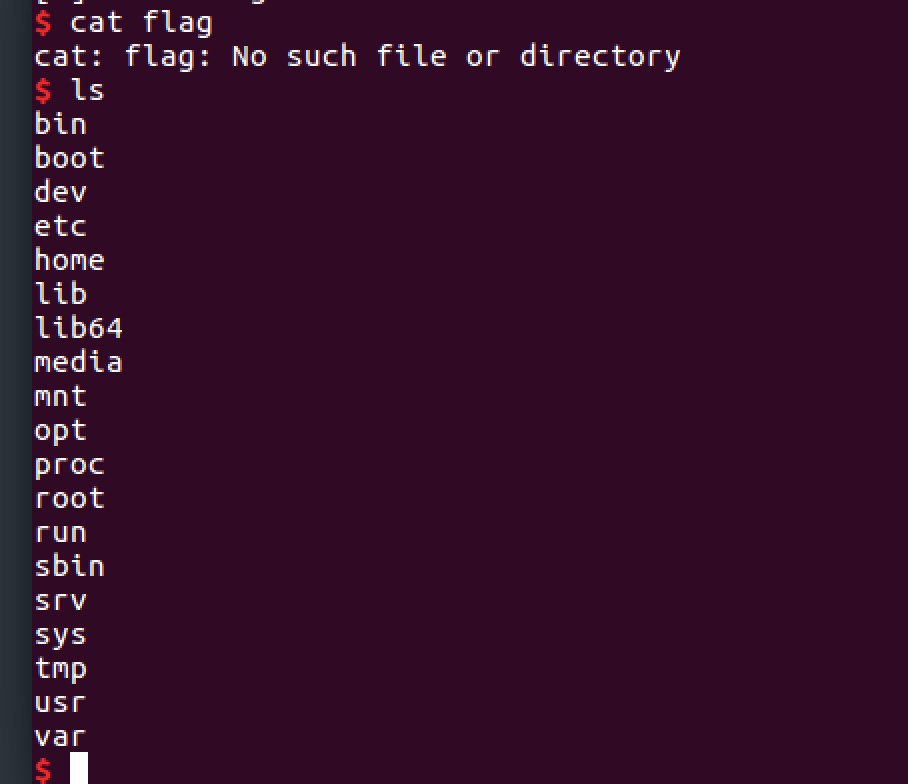 $ cat flag
cat: flag: No such file or directory
$ ls
bin
boot
dev
etc
home
lib
lib64
media
mnt
opt
proc
root
run
sbin
srv
sys
tmp
usr
var
$